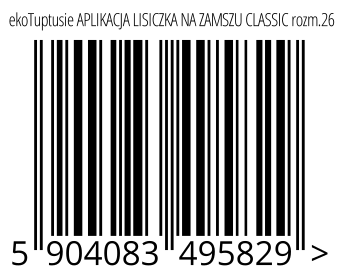 ekoTuptusie APLIKACJA LISICZKA NA ZAMSZU CLASSIC rozm.26
5 904083 495829 >